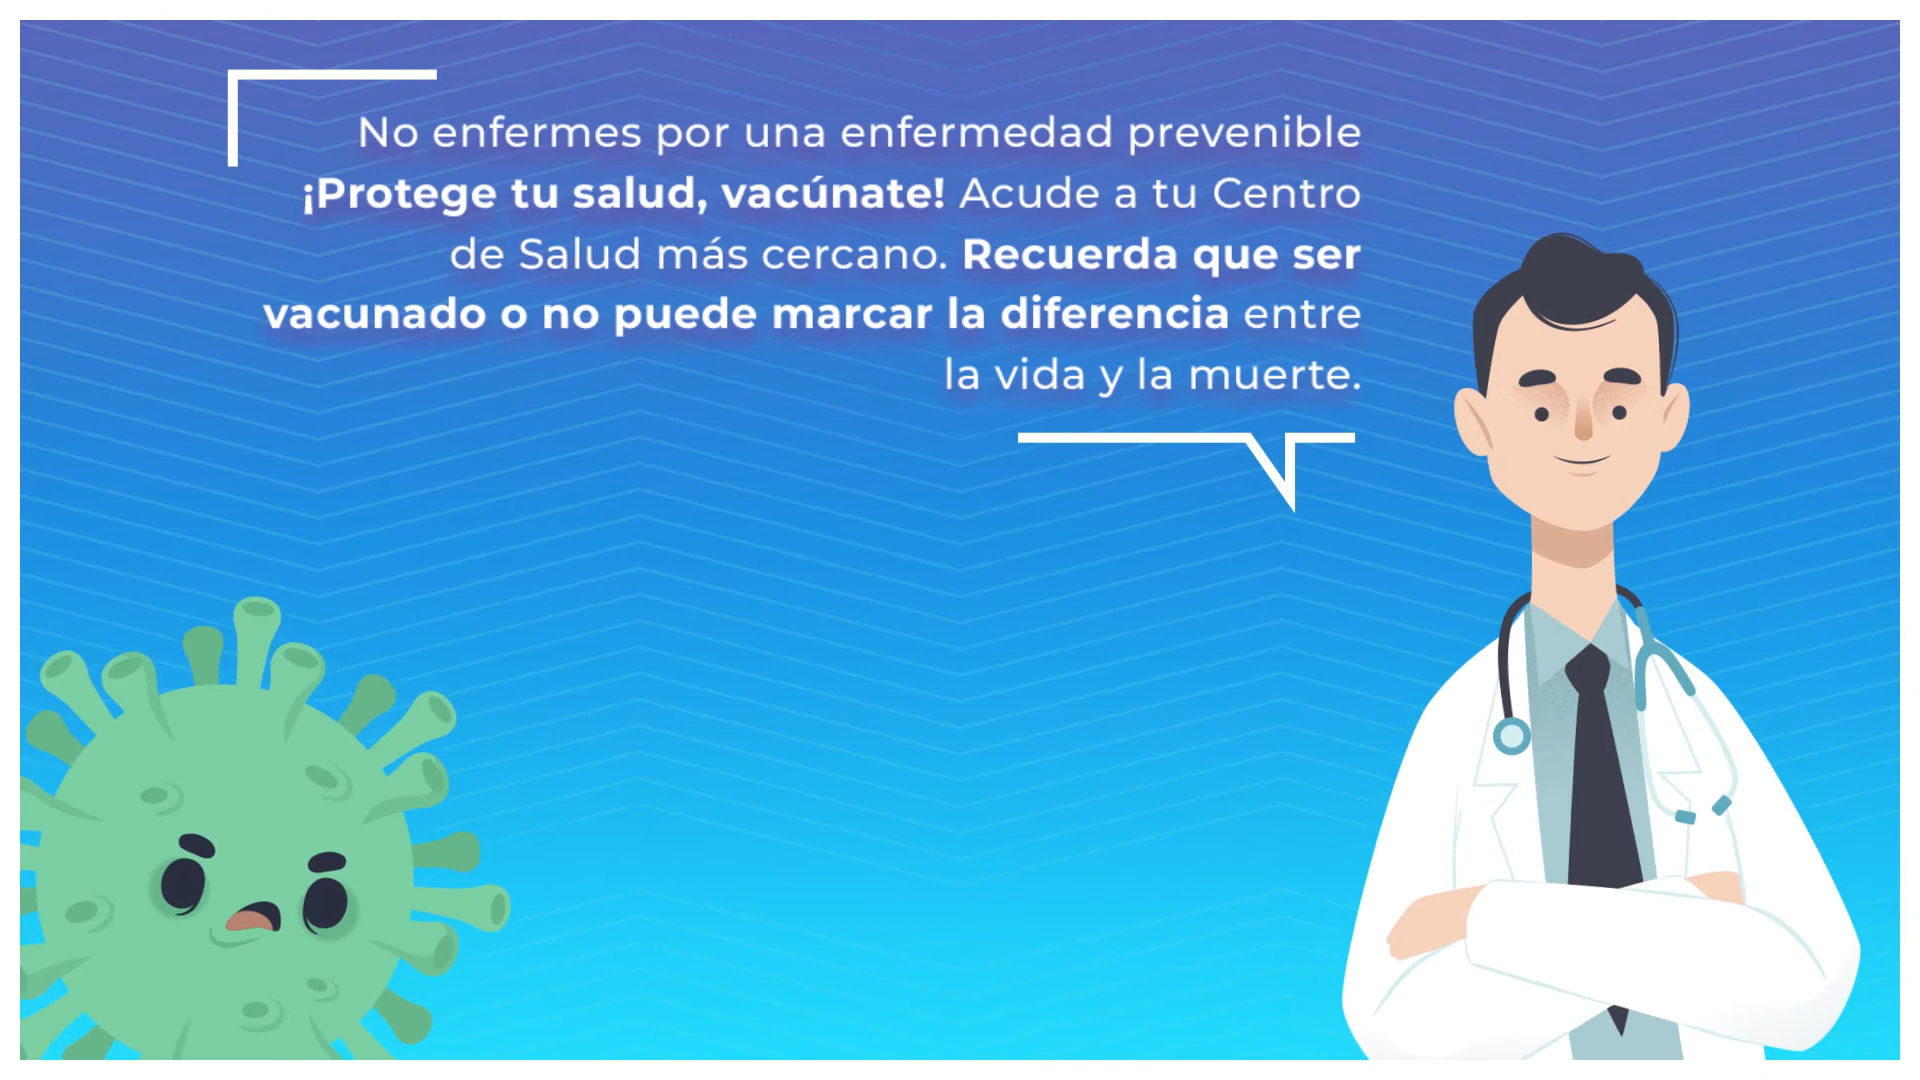 No enfermes por una enfermedad prevenible
¡Protege tu salud, vacúnate! Acude a tu Centro
de Salud más cercano. Recuerda que ser
vacunado o no puede marcar la diferencia entre
la vida y la muerte.